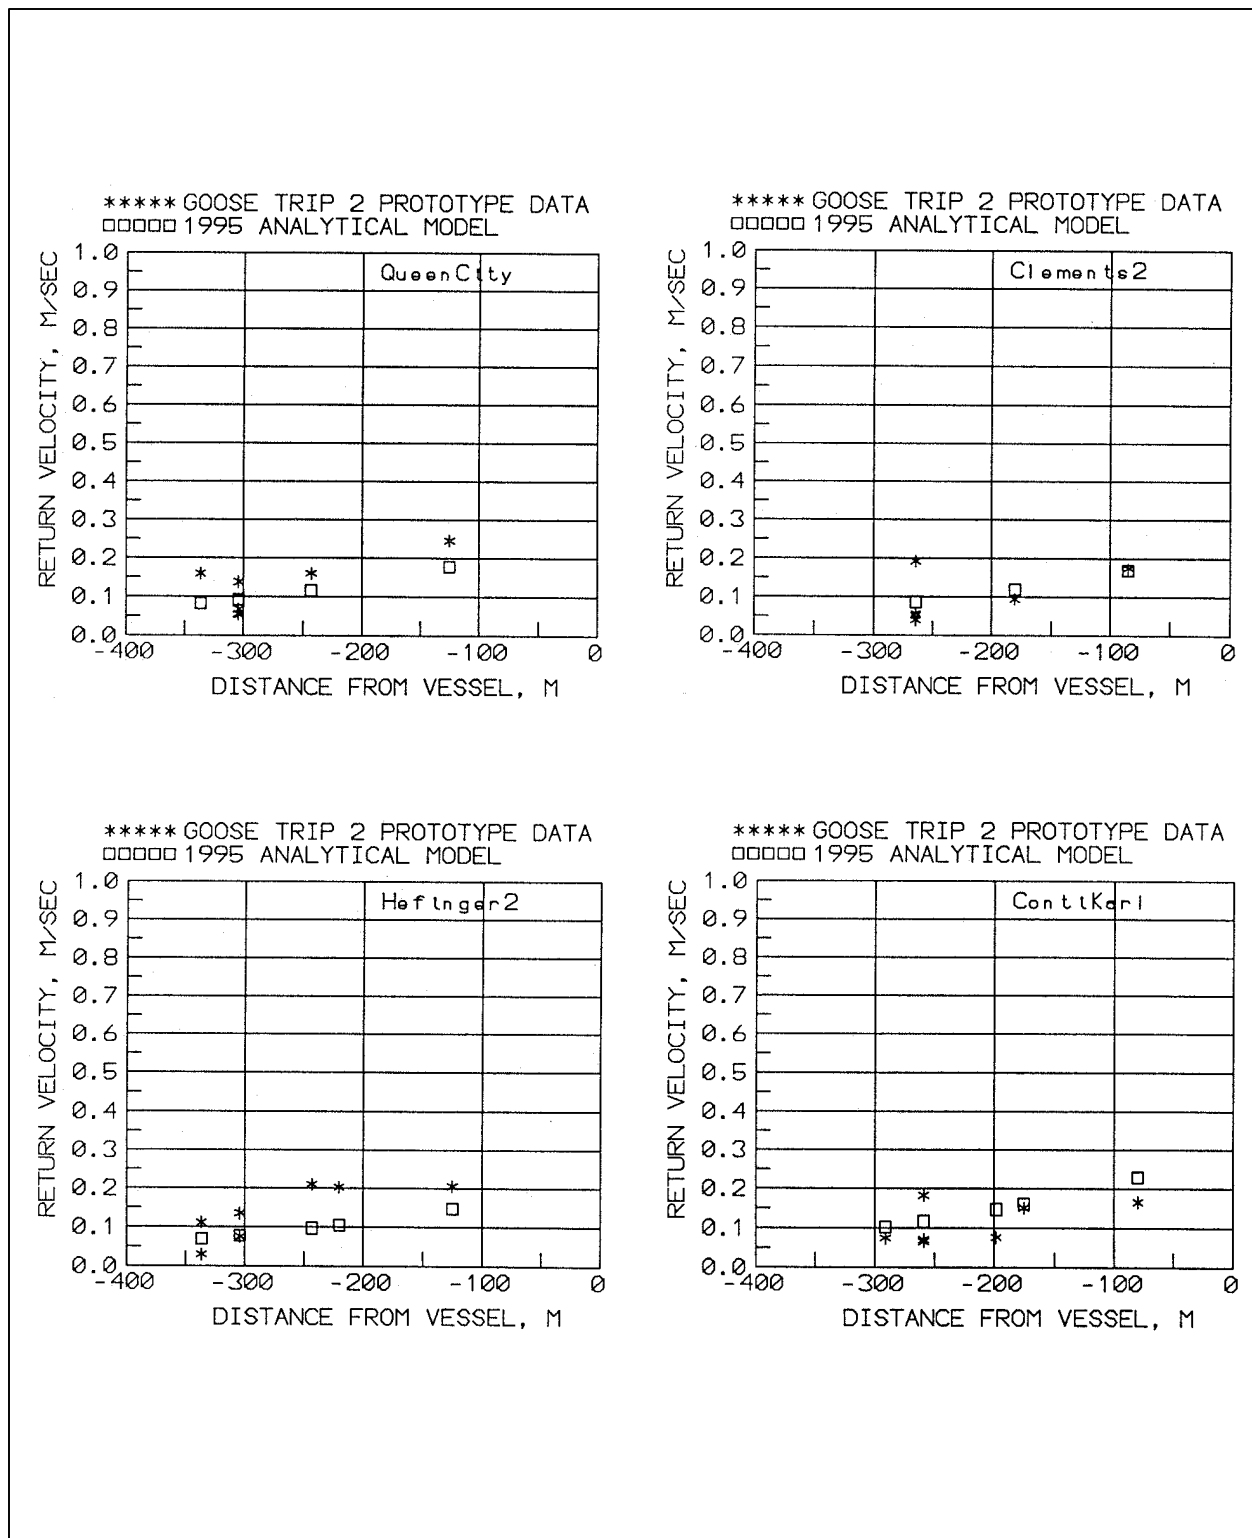 ***** GOOSE TRIP 2 PROTOTYPE DATA
□□□□□ 1995 ANALYTICAL MODEL
QueenCity
RETURN VELOCITY, M/SEC
1.0
0.9
0.8
0.7
0.6
0.5
0.4
0.3
0.2
0.1
0.0
-400 -300 -200 -100 0
DISTANCE FROM VESSEL, M
***** GOOSE TRIP 2 PROTOTYPE DATA
□□□□□ 1995 ANALYTICAL MODEL
Clements2
RETURN VELOCITY, M/SEC
1.0
0.9
0.8
0.7
0.6
0.5
0.4
0.3
0.2
0.1
0.0
-400 -300 -200 -100 0
DISTANCE FROM VESSEL, M
***** GOOSE TRIP 2 PROTOTYPE DATA
□□□□□ 1995 ANALYTICAL MODEL
Hefinger2
RETURN VELOCITY, M/SEC
1.0
0.9
0.8
0.7
0.6
0.5
0.4
0.3
0.2
0.1
0.0
-400 -300 -200 -100 0
DISTANCE FROM VESSEL, M
***** GOOSE TRIP 2 PROTOTYPE DATA
□□□□□ 1995 ANALYTICAL MODEL
ContiKarl
RETURN VELOCITY, M/SEC
1.0
0.9
0.8
0.7
0.6
0.5
0.4
0.3
0.2
0.1
0.0
-400 -300 -200 -100 0
DISTANCE FROM VESSEL, M